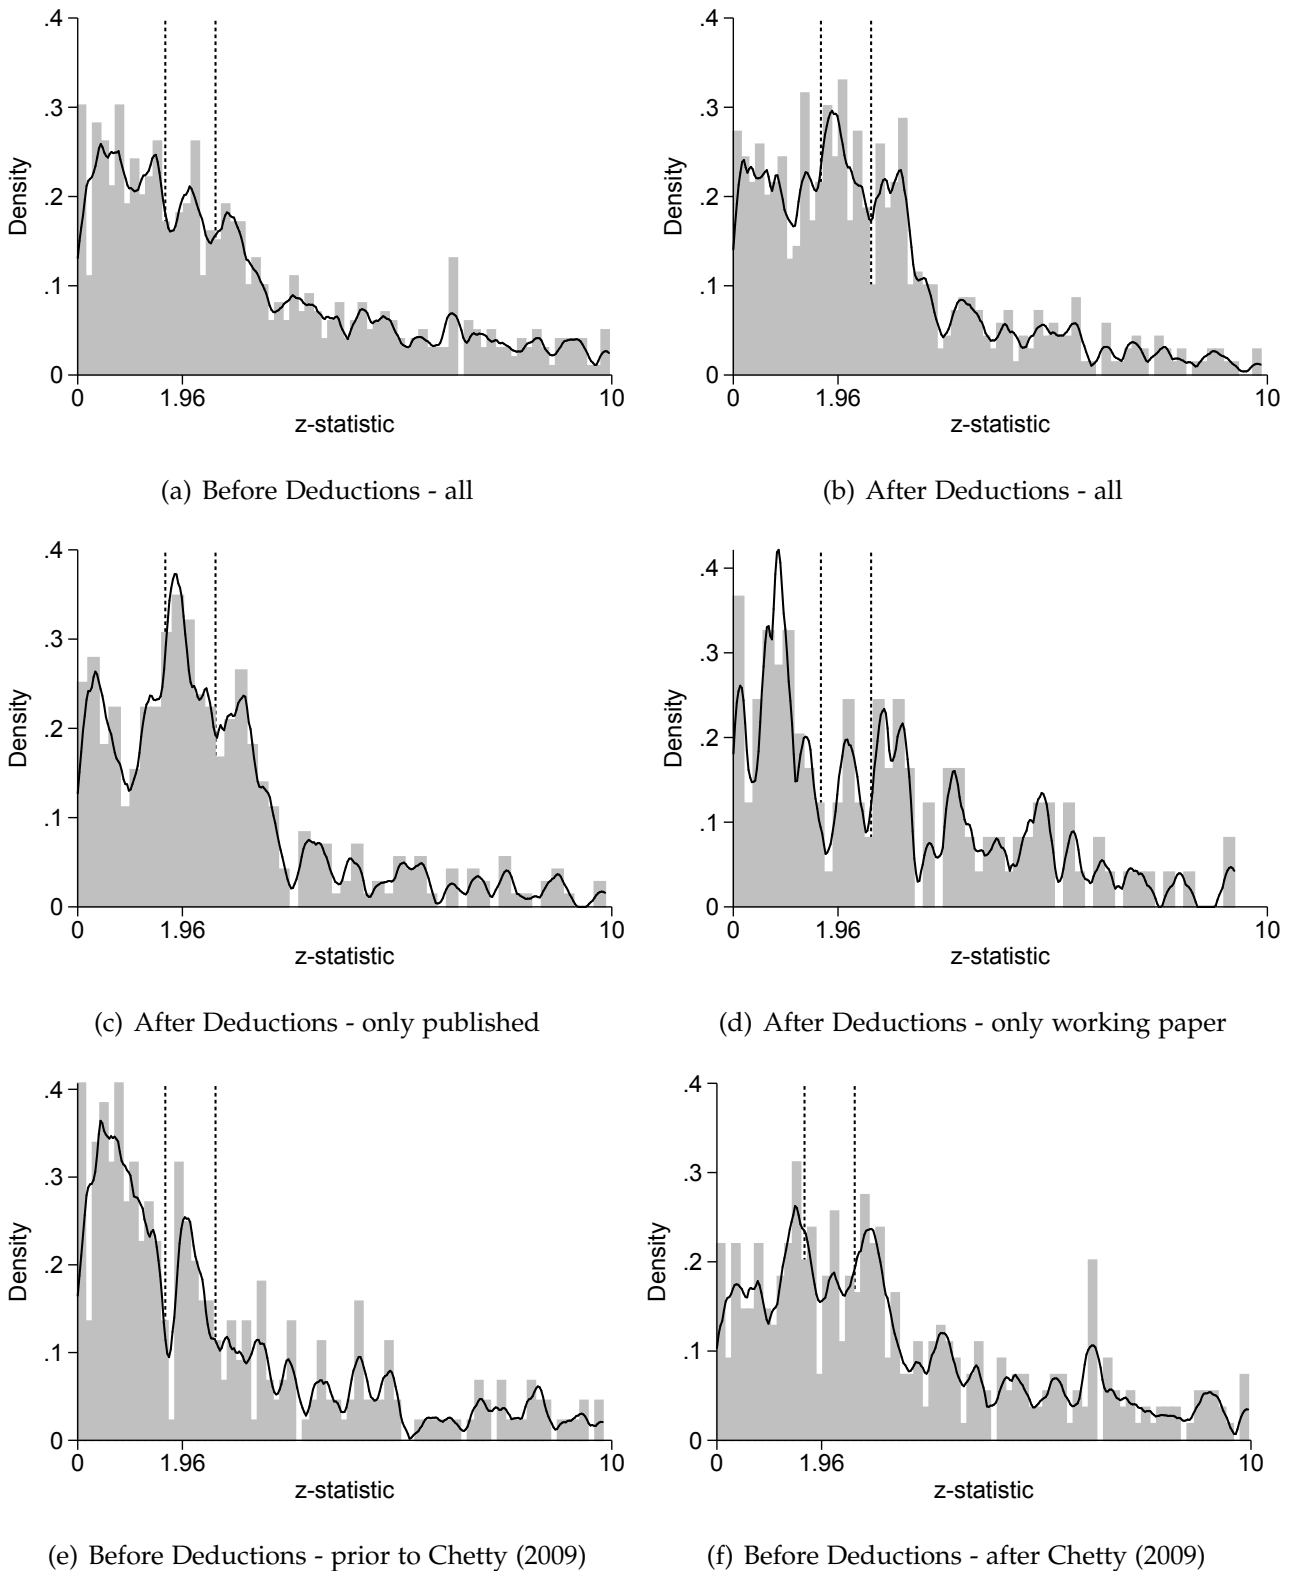 .4
.3
.2
.1
0
Density
0 1.96 10
z-statistic
(a) Before Deductions - all
.4
.3
.2
.1
0
Density
0 1.96 10
z-statistic
(b) After Deductions - all
.4
.3
.2
.1
0
Density
0 1.96 10
z-statistic
(c) After Deductions - only published
.4
.3
.2
.1
0
Density
0 1.96 10
z-statistic
(d) After Deductions - only working paper
.4
.3
.2
.1
0
Density
0 1.96 10
z-statistic
(e) Before Deductions - prior to Chetty (2009)
.4
.3
.2
.1
0
Density
0 1.96 10
z-statistic
(f) Before Deductions - after Chetty (2009)